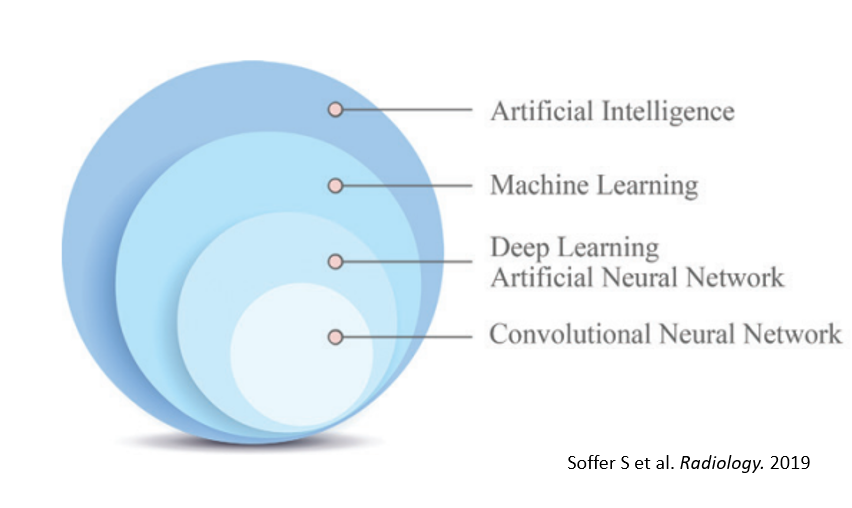 Artificial Intelligence
Machine Learning
Deep Learning
Artificial Neural Network
Convolutional Neural Network
Soffer S et al. Radiology. 2019